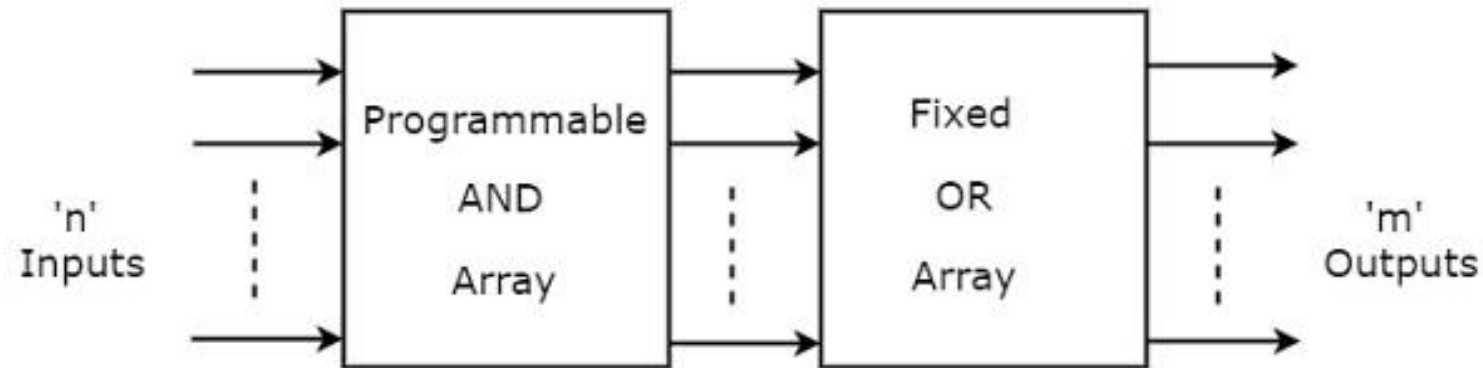 'n'
Inputs
Programmable
AND
Array
Fixed
OR
Array
'm'
Outputs